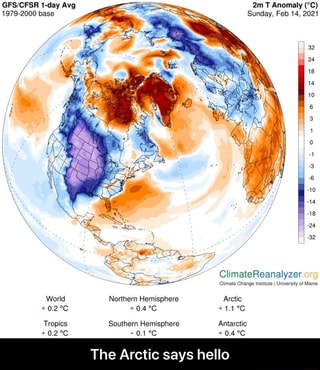 GFS/CFSR 1-day Avg
1979-2000 base
2m T Anomaly (°C)
Sunday, Feb 14, 2021
32
28
24
18
14
10
6
3
1
0
-1
-3
-6
-10
-14
-18
-24
-28
-32
ClimateReanalyzer.org
Climate Change Institute | University of Maine
World
+ 0.2 °C
Northern Hemisphere
+ 0.4 °C
Arctic
+ 1.1 °C
Tropics
+ 0.2 °C
Southern Hemisphere
- 0.1 °C
Antarctic
+ 0.4 °C
The Arctic says hello